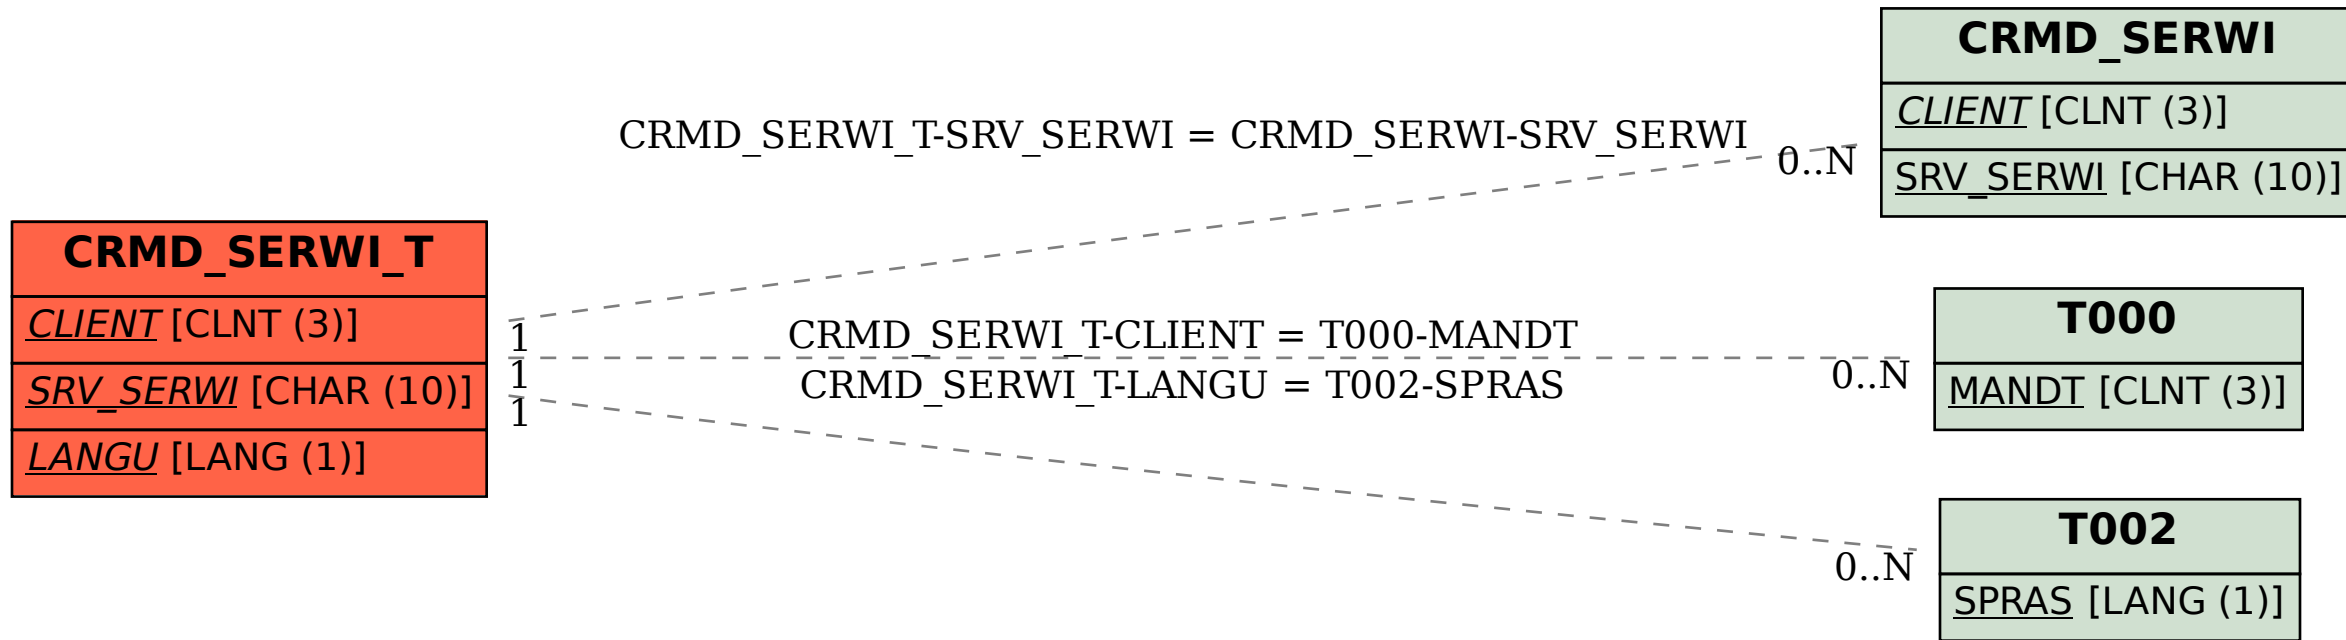 CRMD_SERWI
CLIENT [CLNT (3)]
SRV_SERWI [CHAR (10)]
CRMD_SERWI_T-SRV_SERWI = CRMD_SERWI-SRV_SERWI
0..N
CRMD_SERWI_T
CLIENT [CLNT (3)]
SRV_SERWI [CHAR (10)]
LANGU [LANG (1)]
1
CRMD_SERWI_T-CLIENT = T000-MANDT
1
0..N
CRMD_SERWI_T-LANGU = T002-SPRAS
1
T000
MANDT [CLNT (3)]
0..N
T002
SPRAS [LANG (1)]